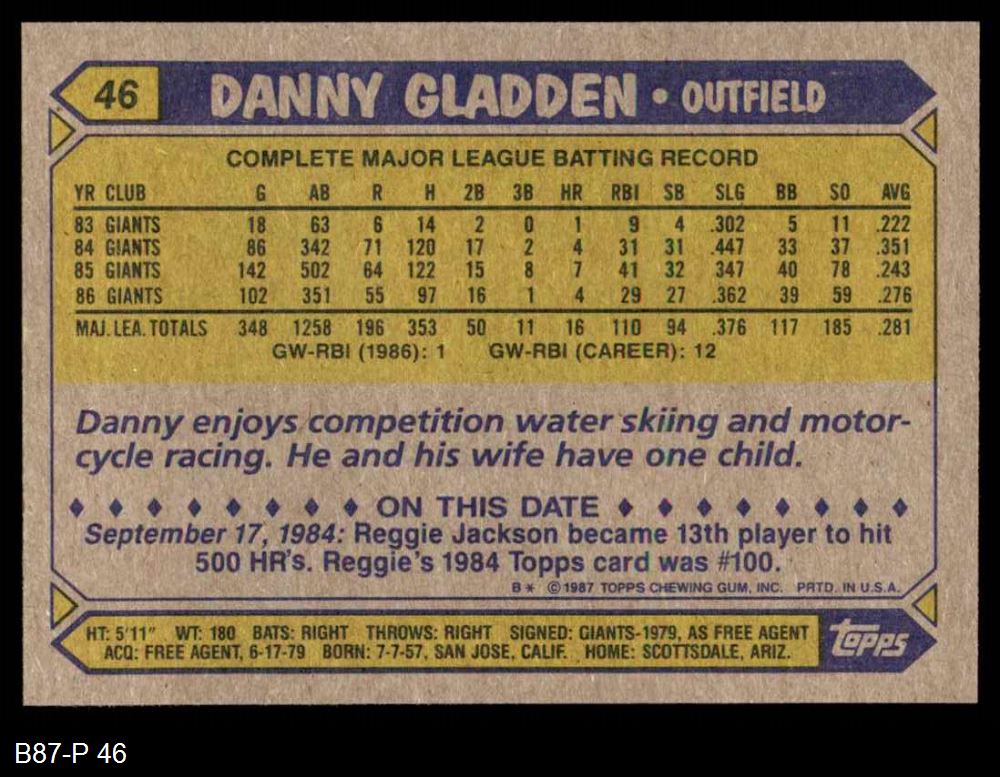 46 DANNY GLADDEN • OUTFIELD
COMPLETE MAJOR LEAGUE BATTING RECORD
YR CLUB G AB R H 2B 3B HR RBI SB SLG BB SO AVG
83 GIANTS 18 63 6 14 2 0 1 9 4 .302 5 11 .222
84 GIANTS 86 342 71 120 17 2 4 31 31 .447 33 37 .351
85 GIANTS 142 502 64 122 15 8 7 41 32 .347 40 78 .243
86 GIANTS 102 351 55 97 16 1 4 29 27 .362 39 59 .276
MAJ. LEA. TOTALS 348 1258 196 353 50 11 16 110 94 .376 117 185 .281
GW-RBI (1986): 1 GW-RBI (CAREER): 12
Danny enjoys competition water skiing and motor-
cycle racing. He and his wife have one child.
♦ ♦ ♦ ♦ ♦ ♦ ♦ ♦ ON THIS DATE ♦ ♦ ♦ ♦ ♦ ♦ ♦ ♦
September 17, 1984: Reggie Jackson became 13th player to hit
500 HR's. Reggie's 1984 Topps card was #100.
B* ©1987 TOPPS CHEWING GUM, INC. PRTD. IN U.S.A.
HT: 5'11" WT: 180 BATS: RIGHT THROWS: RIGHT SIGNED: GIANTS-1979, AS FREE AGENT
ACQ: FREE AGENT, 6-17-79 BORN: 7-7-57, SAN JOSE, CALIF. HOME: SCOTTSDALE, ARIZ.
topps
B87-P 46